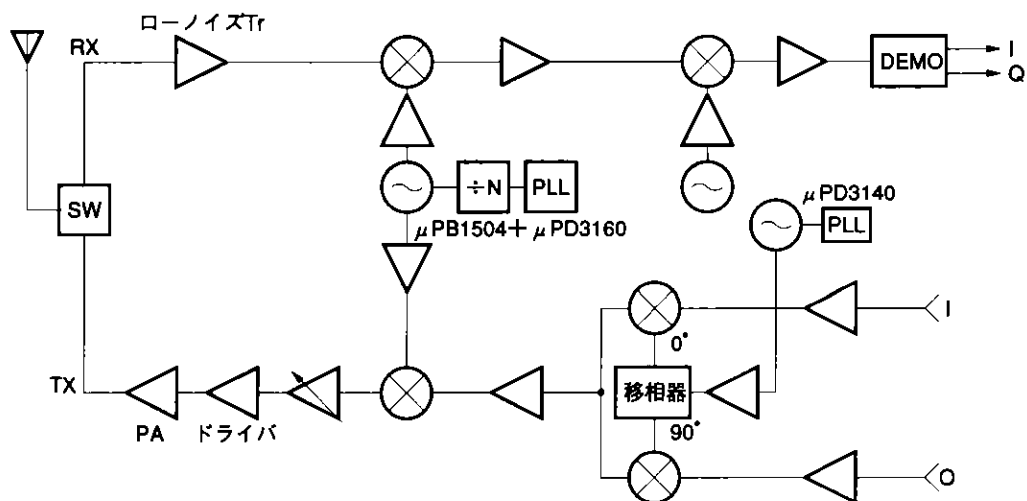 ローノイズTr
RX
DEMO
I
Q
SW
÷N
PLL
μPB1504+ μPD3160
μPD3140
PLL
I
0°
TX
移相器
90°
PA
ドライバ
O